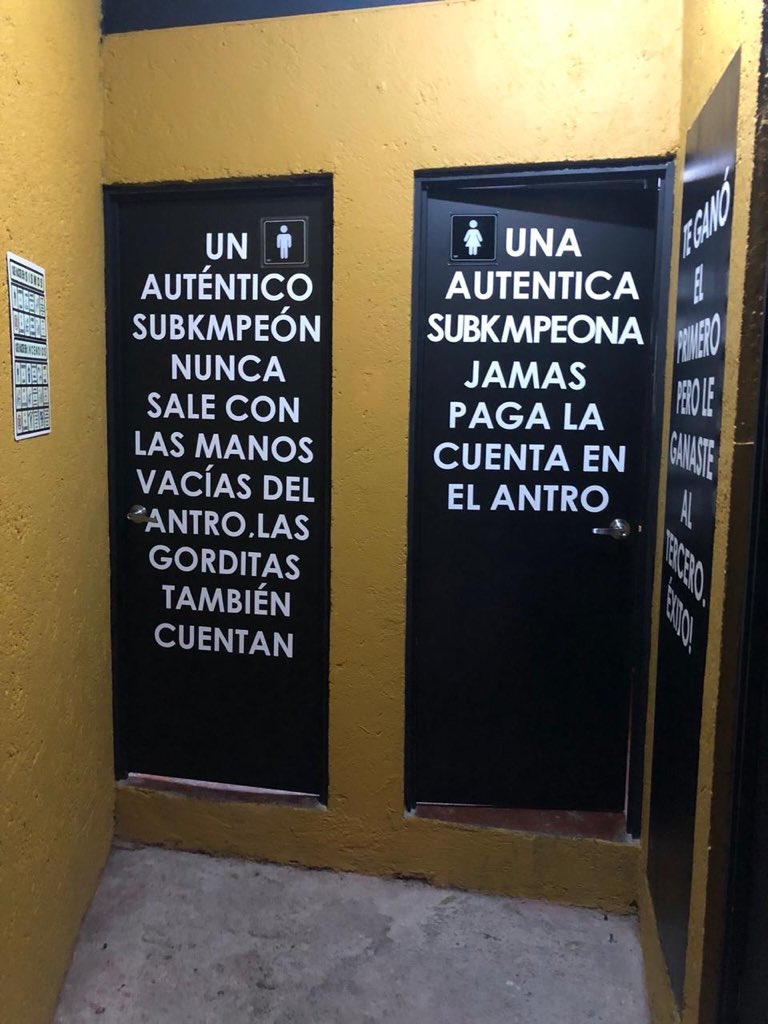 UN
AUTÉNTICO
SUBKMPEÓN
NUNCA
SALE CON
LAS MANOS
VACÍAS DEL
ANTRO,LAS
GORDITAS
TAMBIÉN
CUENTAN
UNA
AUTENTICA
SUBKMPEONA
JAMAS
PAGA LA
CUENTA EN
EL ANTRO
TE GANÓ
EL
PRIMERO
PERO LE
GANASTE
AL
TERCERO.
ÉXITO!